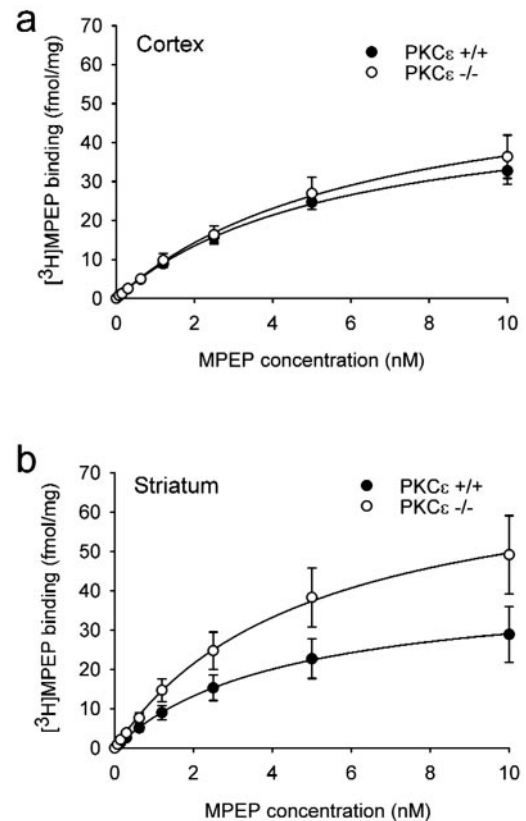 a
Cortex
PKCε +/+
PKCε -/-
[³H]MPEP binding (fmol/mg)
70
60
50
40
30
20
10
0
0 2 4 6 8 10
MPEP concentration (nM)
b
Striatum
PKCε +/+
PKCε -/-
[³H]MPEP binding (fmol/mg)
70
60
50
40
30
20
10
0
0 2 4 6 8 10
MPEP concentration (nM)